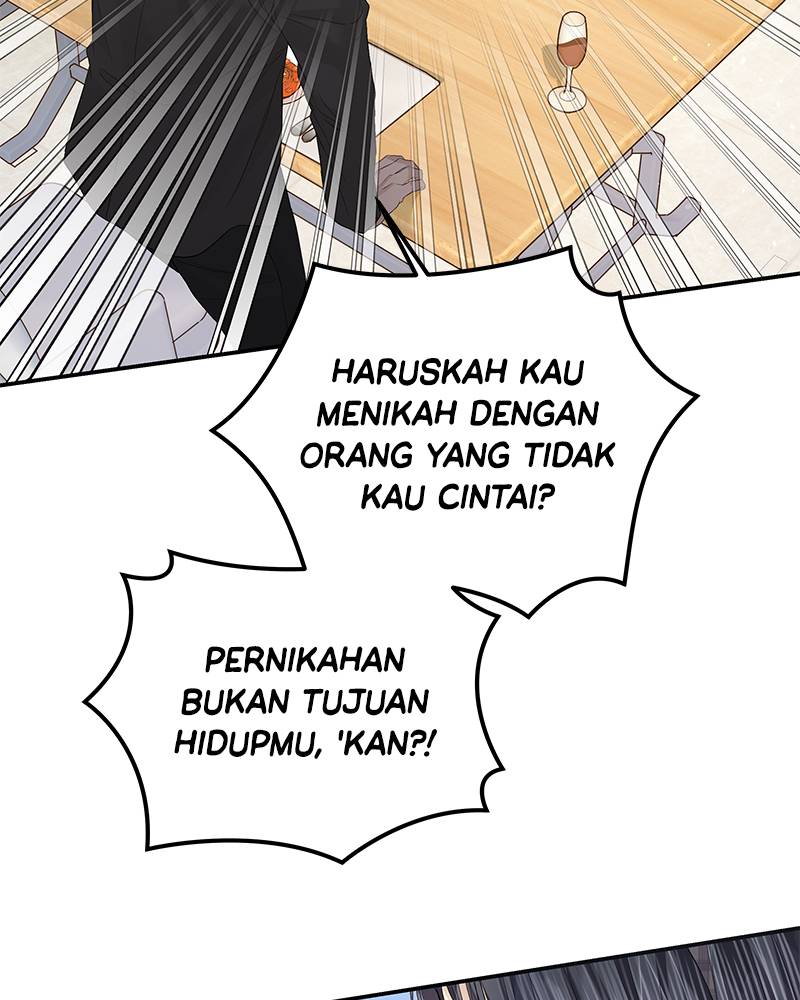 HARUSKAH KAU
MENIKAH DENGAN
ORANG YANG TIDAK
KAU CINTAI?
PERNIKAHAN
BUKAN TUJUAN
HIDUPMU, 'KAN?!